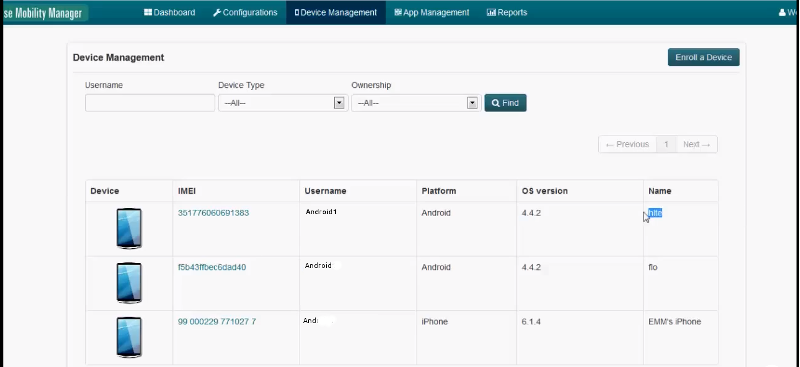 se Mobility Manager
Dashboard Configurations Device Management App Management Reports We
Device Management Enroll a Device
Username Device Type Ownership
--All-- --All-- Find
← Previous 1 Next →
Device IMEI Username Platform OS version Name
351776060691383 Android1 Android 4.4.2 hite
f5b43ffbec6dad40 Android Android 4.4.2 flo
99 000229 771027 7 And iPhone 6.1.4 EMM's iPhone